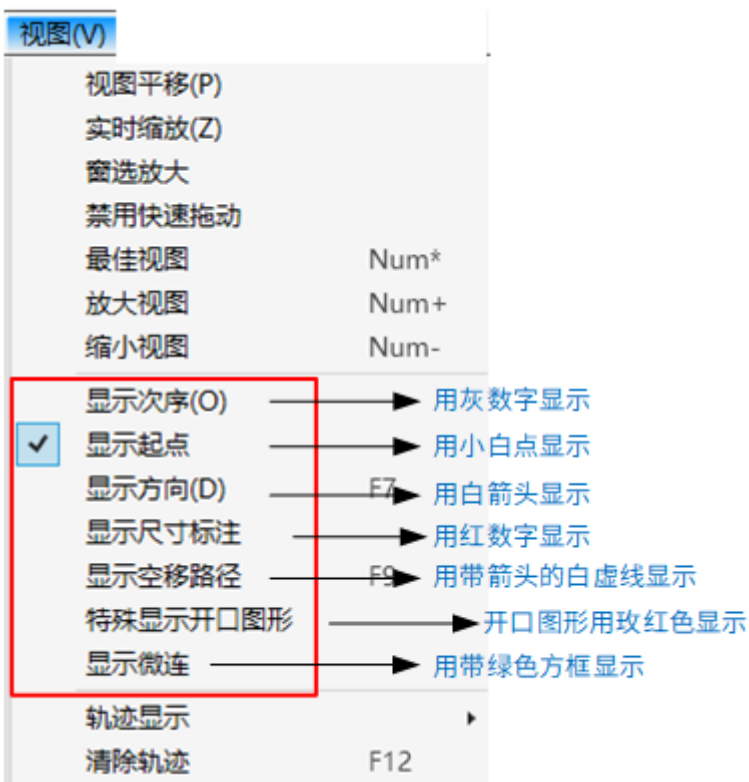 视图(V)
视图平移(P)
实时缩放(Z)
窗选放大
禁用快速拖动
最佳视图 Num*
放大视图 Num+
缩小视图 Num-
显示次序(O) 用灰数字显示
显示起点 用小白点显示
显示方向(D) F7 用白箭头显示
显示尺寸标注 用红数字显示
显示空移路径 F9 用带箭头的白虚线显示
特殊显示开口图形 开口图形用玫红色显示
显示微连 用带绿色方框显示
轨迹显示
清除轨迹 F12